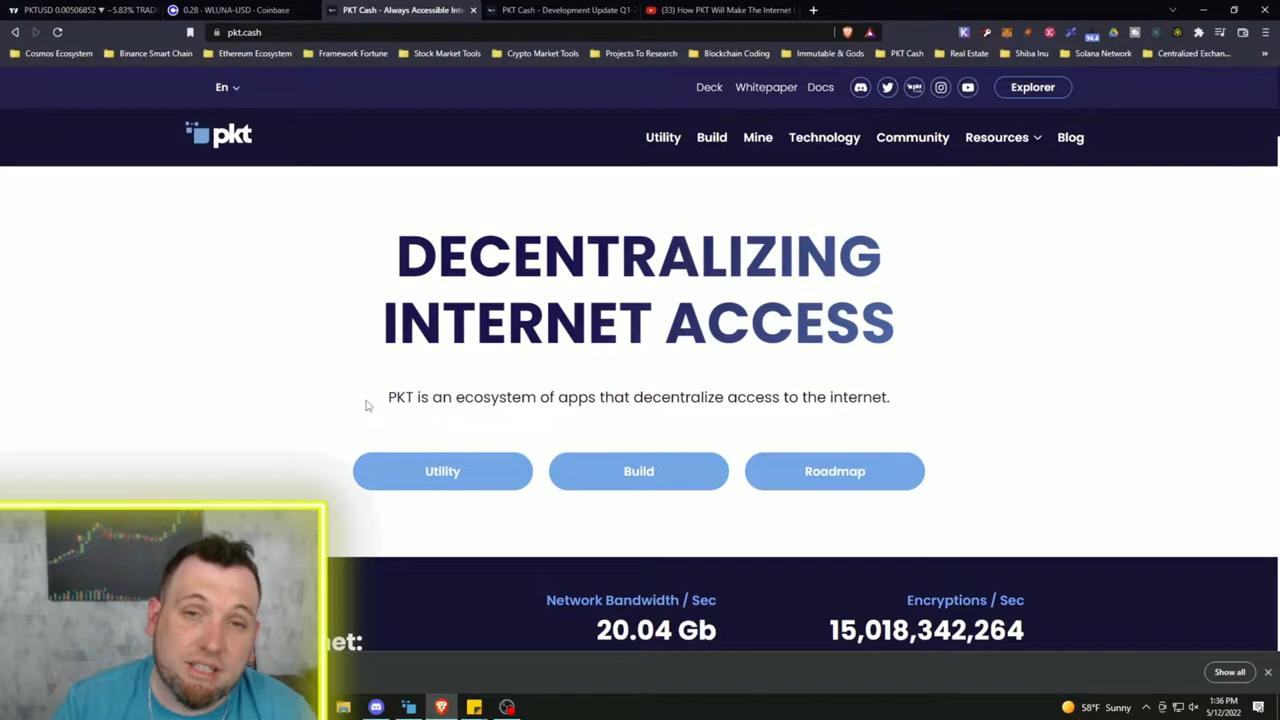 PKTUSD 0.00506852 ▼ −5.83% TRADI
0.2B · WLUNA-USD - Coinbase
PKT Cash - Always Accessible Inte
PKT Cash - Development Update Q1-2
(33) How PKT Will Make The Internet
pkt.cash
Cosmos Ecosystem
Binance Smart Chain
Ethereum Ecosystem
Framework Fortune
Stock Market Tools
Crypto Market Tools
Projects To Research
Blockchain Coding
Immutable & Gods
PKT Cash
Real Estate
Shiba Inu
Solana Network
Centralized Exchan...
En
Deck
Whitepaper
Docs
Explorer
pkt
Utility
Build
Mine
Technology
Community
Resources
Blog
DECENTRALIZING
INTERNET ACCESS
PKT is an ecosystem of apps that decentralize access to the internet.
Utility
Build
Roadmap
Network Bandwidth / Sec
Encryptions / Sec
et:
20.04 Gb
15,018,342,264
Show all
58°F Sunny
1:36 PM
5/12/2022